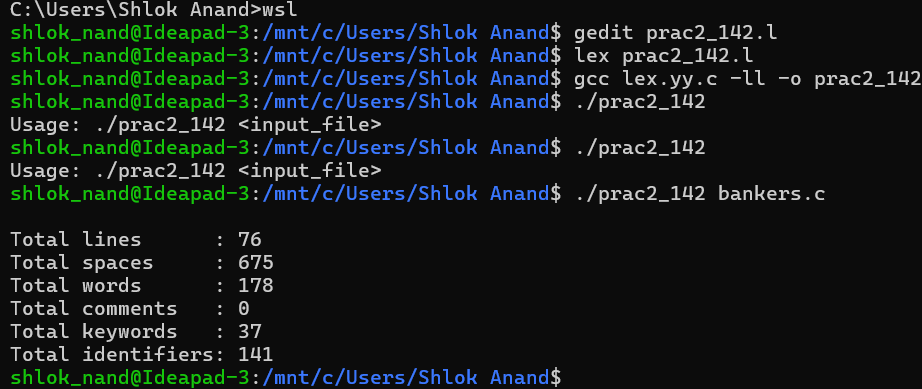 C:\Users\Shlok Anand>wsl
shlok_nand@Ideapad-3:/mnt/c/Users/Shlok Anand$ gedit prac2_142.l
shlok_nand@Ideapad-3:/mnt/c/Users/Shlok Anand$ lex prac2_142.l
shlok_nand@Ideapad-3:/mnt/c/Users/Shlok Anand$ gcc lex.yy.c -ll -o prac2_142
shlok_nand@Ideapad-3:/mnt/c/Users/Shlok Anand$ ./prac2_142
Usage: ./prac2_142 <input_file>
shlok_nand@Ideapad-3:/mnt/c/Users/Shlok Anand$ ./prac2_142
Usage: ./prac2_142 <input_file>
shlok_nand@Ideapad-3:/mnt/c/Users/Shlok Anand$ ./prac2_142 bankers.c

Total lines      : 76
Total spaces     : 675
Total words      : 178
Total comments   : 0
Total keywords   : 37
Total identifiers: 141
shlok_nand@Ideapad-3:/mnt/c/Users/Shlok Anand$